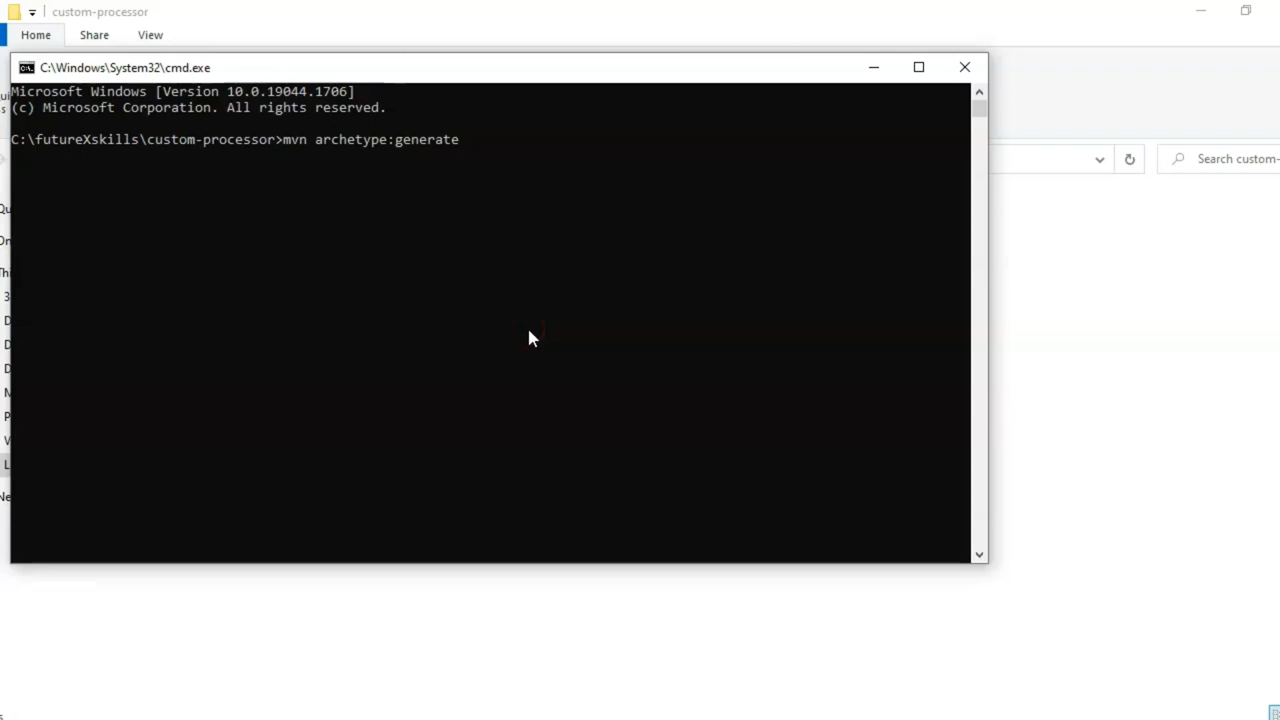 custom-processor
Home Share View
C:\Windows\System32\cmd.exe
Microsoft Windows [Version 10.0.19044.1706]
(c) Microsoft Corporation. All rights reserved.
C:\futureXskills\custom-processor>mvn archetype:generate
Search custom-